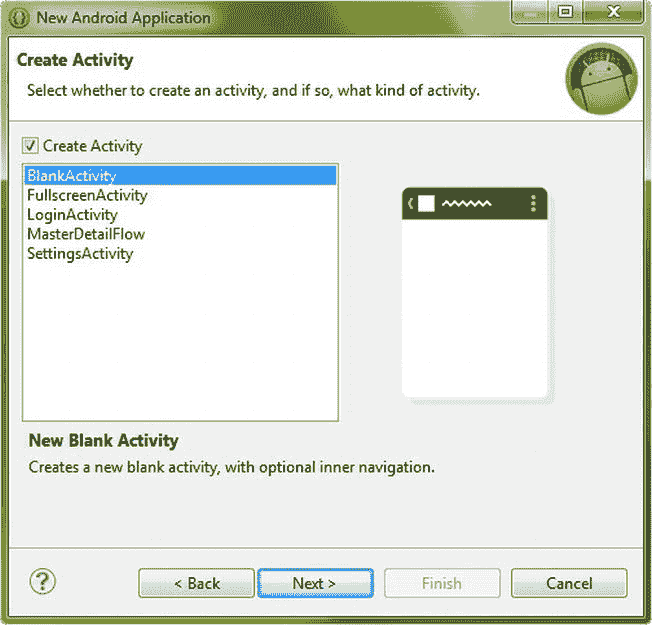 New Android Application
Create Activity
Select whether to create an activity, and if so, what kind of activity.
Create Activity
BlankActivity
FullscreenActivity
LoginActivity
MasterDetailFlow
SettingsActivity
New Blank Activity
Creates a new blank activity, with optional inner navigation.
< Back
Next >
Finish
Cancel